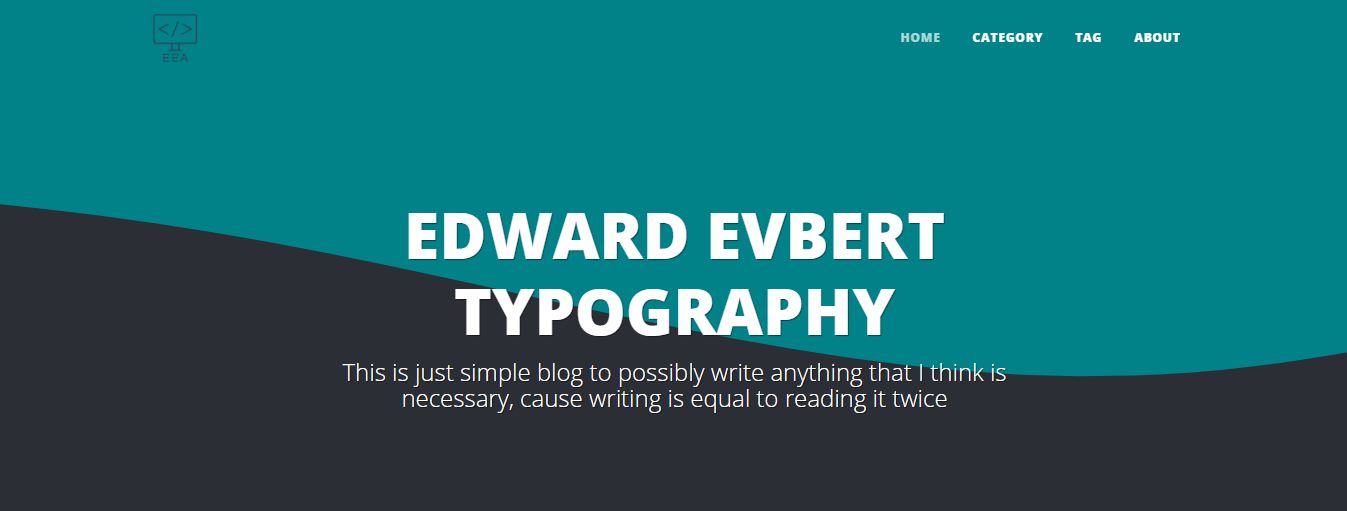 </>
EEA
HOME CATEGORY TAG ABOUT
EDWARD EVBERT
TYPOGRAPHY
This is just simple blog to possibly write anything that I think is
necessary, cause writing is equal to reading it twice